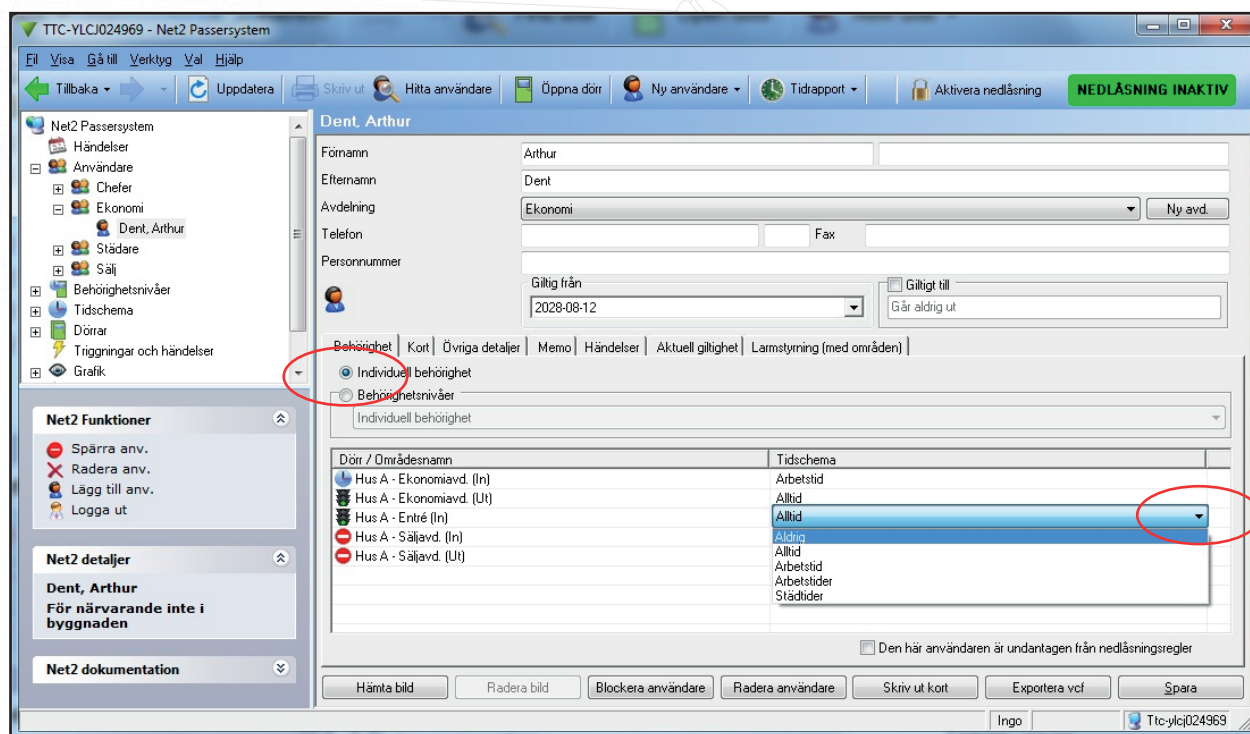 TTC-YLCJ024969 - Net2 Passersystem
Fil Visa Gå till Verktyg Val Hjälp
Tillbaka Uppdatera Skriv ut Hitta användare Öppna dörr Ny användare Tidrapport Aktivera nedlåsning NEDLÅSNING INAKTIV
Net2 Passersystem
Händelser
Användare
Chefer
Ekonomi
Dent, Arthur
Städare
Sälj
Behörighetsnivåer
Tidschema
Dörrar
Triggningar och händelser
Grafik
Net2 Funktioner
Spärra anv.
Radera anv.
Lägg till anv.
Logga ut
Net2 detaljer
Dent, Arthur
För närvarande inte i
byggnaden
Net2 dokumentation
Dent, Arthur
Förnamn Arthur
Efternamn Dent
Avdelning Ekonomi Ny avd.
Telefon Fax
Personnummer
Giltig från Giltigt till
2028-08-12 Går aldrig ut
Behörighet Kort Övriga detaljer Memo Händelser Aktuell giltighet Larmstyrning (med områden)
Individuell behörighet
Behörighetsnivåer
Individuell behörighet
Dörr / Områdesnamn Tidschema
Hus A - Ekonomiavd. (In) Arbetstid
Hus A - Ekonomiavd. (Ut) Alltid
Hus A - Entré (In) Alltid
Hus A - Säljavd. (In) Aldrig
Hus A - Säljavd. (Ut) Alltid
Arbetstid
Arbetstider
Städtider
Den här användaren är undantagen från nedlåsningsregler
Hämta bild Radera bild Blockera användare Radera användare Skriv ut kort Exportera vcf Spara
Ingo Ttc-ylcj024969